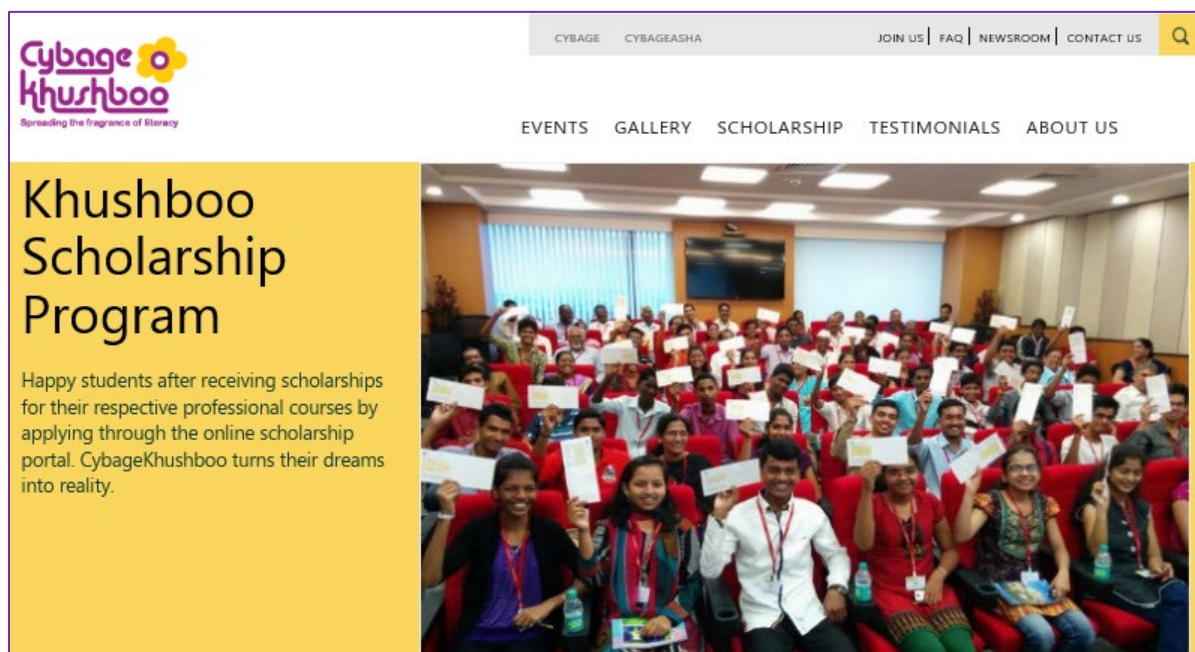 Cybage
khushboo
Spreading the fragrance of literacy
CYBAGE CYBAGEASHA JOIN US FAQ NEWSROOM CONTACT US
EVENTS GALLERY SCHOLARSHIP TESTIMONIALS ABOUT US
Khushboo
Scholarship
Program
Happy students after receiving scholarships
for their respective professional courses by
applying through the online scholarship
portal. CybageKhushboo turns their dreams
into reality.